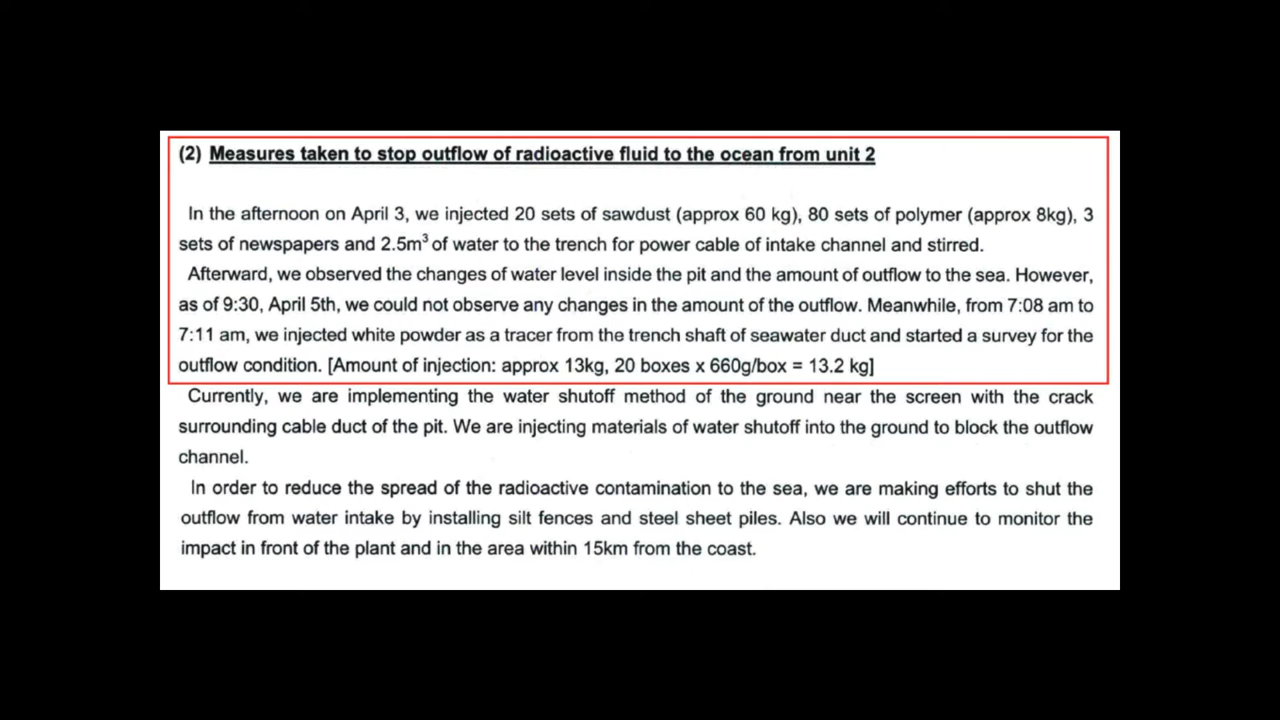 (2) Measures taken to stop outflow of radioactive fluid to the ocean from unit 2
In the afternoon on April 3, we injected 20 sets of sawdust (approx 60 kg), 80 sets of polymer (approx 8kg), 3
sets of newspapers and 2.5m³ of water to the trench for power cable of intake channel and stirred.
Afterward, we observed the changes of water level inside the pit and the amount of outflow to the sea. However,
as of 9:30, April 5th, we could not observe any changes in the amount of the outflow. Meanwhile, from 7:08 am to
7:11 am, we injected white powder as a tracer from the trench shaft of seawater duct and started a survey for the
outflow condition. [Amount of injection: approx 13kg, 20 boxes x 660g/box = 13.2 kg]
Currently, we are implementing the water shutoff method of the ground near the screen with the crack
surrounding cable duct of the pit. We are injecting materials of water shutoff into the ground to block the outflow
channel.
In order to reduce the spread of the radioactive contamination to the sea, we are making efforts to shut the
outflow from water intake by installing silt fences and steel sheet piles. Also we will continue to monitor the
impact in front of the plant and in the area within 15km from the coast.